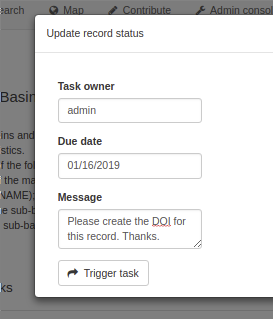 earch Map Contribute Admin consol
Update record status
Basin
Task owner
admin
ins and
stics.
Due date
f the fol
01/16/2019
the ma
NAME);
Message
e sub-b
Please create the DOI for
sub-ba
this record. Thanks.
Trigger task
ks